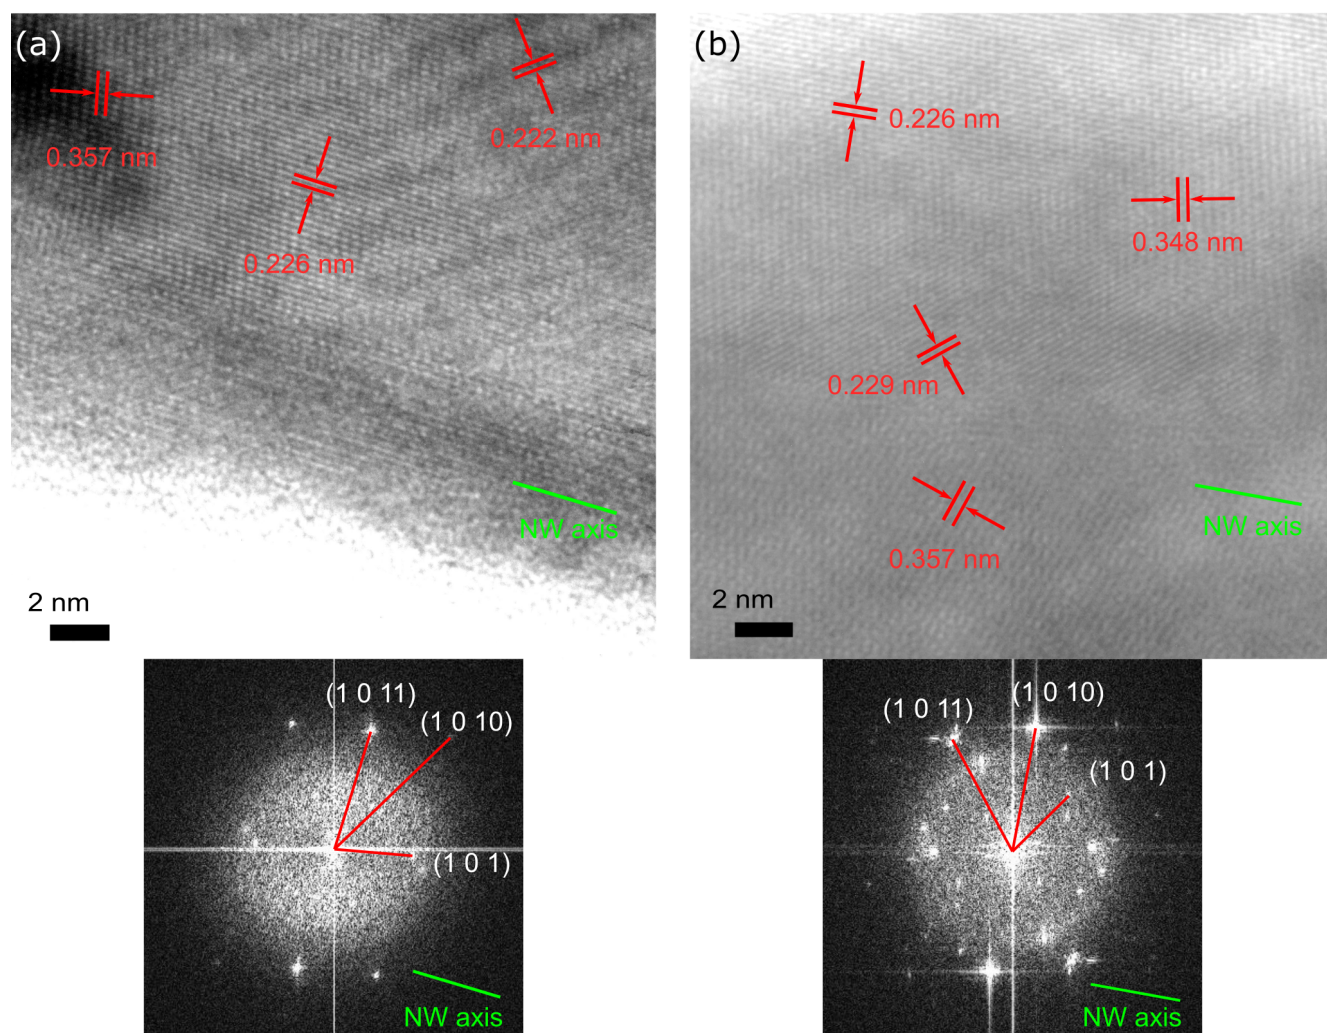 (a)
0.357 nm
0.222 nm
0.226 nm
NW axis
2 nm
(1 0 11)
(1 0 10)
(1 0 1)
NW axis
(b)
0.226 nm
0.348 nm
0.229 nm
0.357 nm
NW axis
2 nm
(1 0 11)
(1 0 10)
(1 0 1)
NW axis